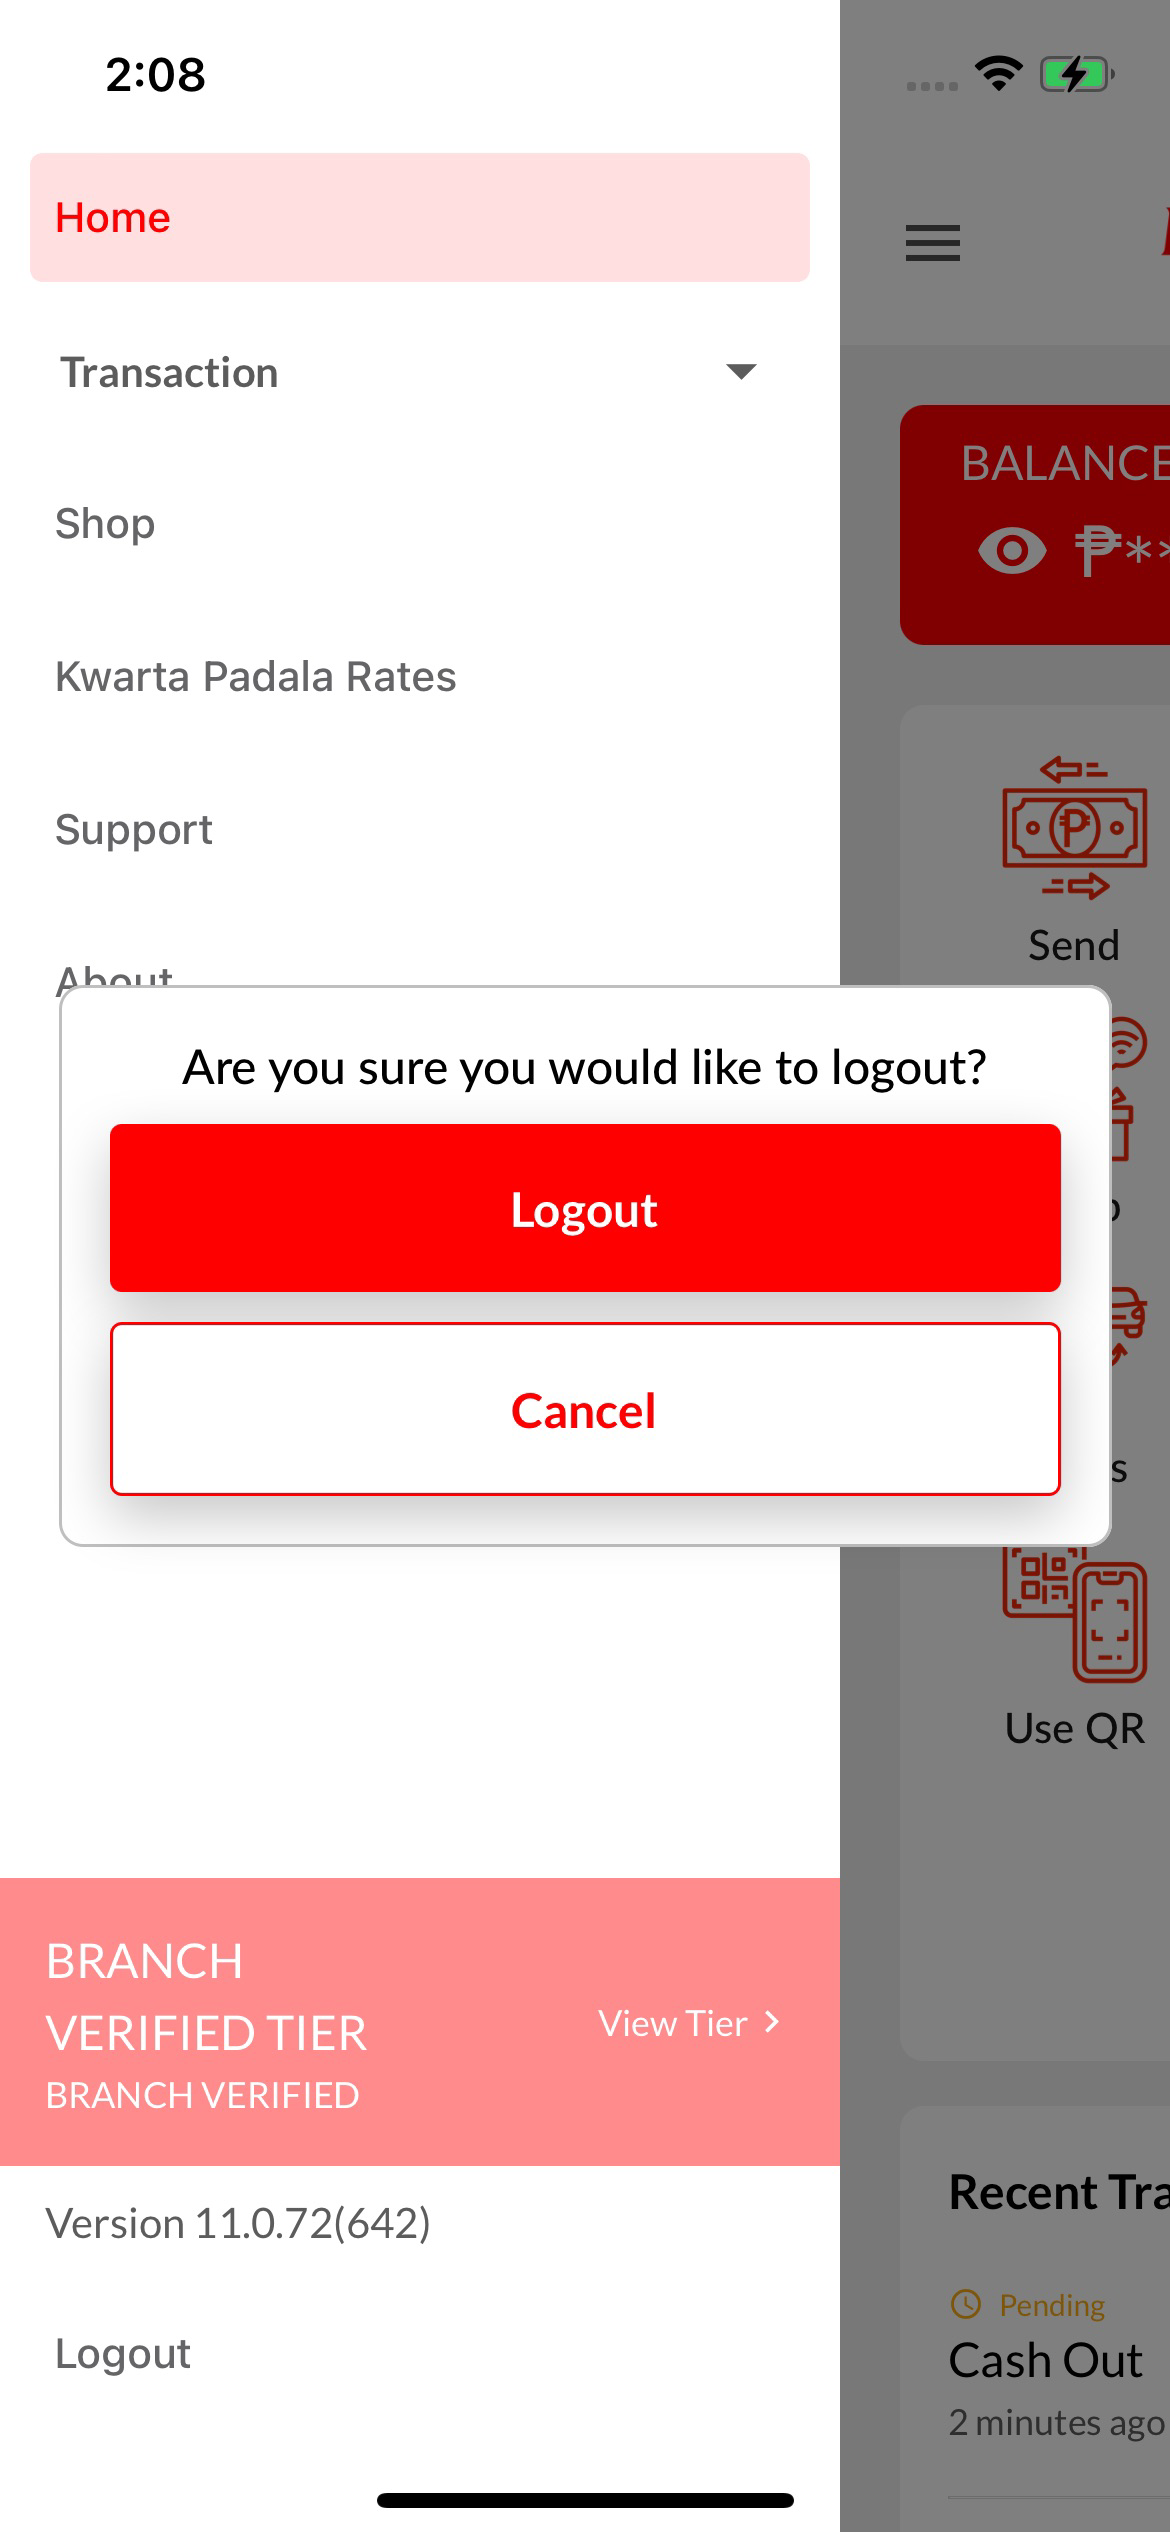 2:08
Home
Transaction
Shop
Kwarta Padala Rates
Support
About
BALANCE
₱**
Send
Are you sure you would like to logout?
Logout
Cancel
s
Use QR
BRANCH
VERIFIED TIER
BRANCH VERIFIED
View Tier
Version 11.0.72(642)
Logout
Recent Tra
Pending
Cash Out
2 minutes ago